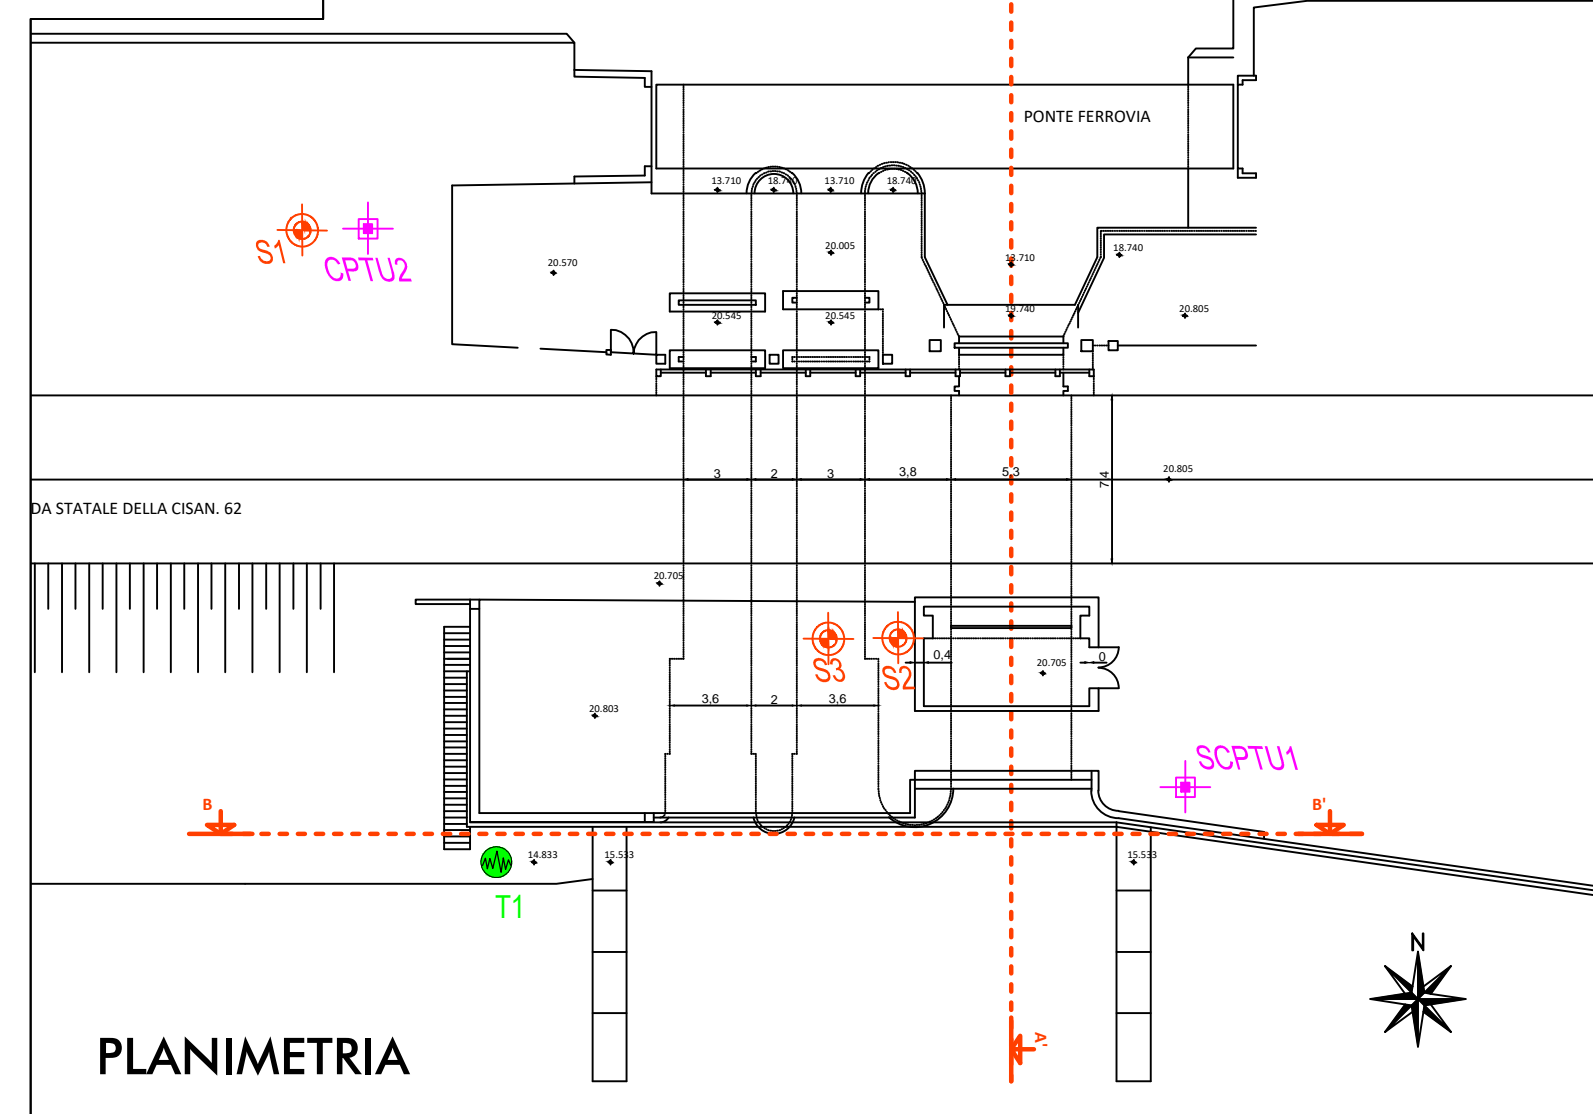 PONTE FERROVIA
13.710
18.740
13.710
18.740
S1
CPTU2
20.570
20.005
13.710
18.740
20.545
20.545
19.740
20.805
3
2
3
3,8
5,3
7,4
20.805
DA STATALE DELLA CISAN. 62
20.705
S3
S2
0,4
20.705
0
3,6
2
3,6
20.803
SCPTU1
B
B'
14.833
15.533
15.533
T1
N
A'
PLANIMETRIA